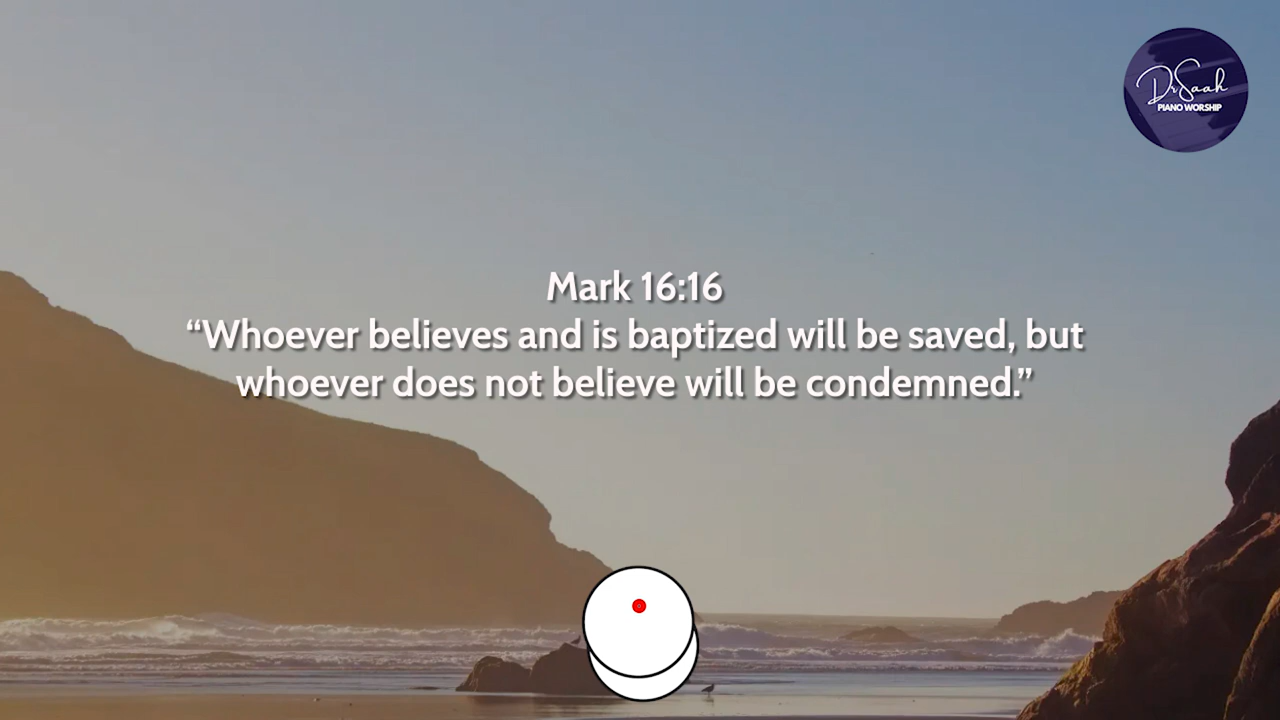 DrSaah
PIANO WORSHIP
Mark 16:16
“Whoever believes and is baptized will be saved, but
whoever does not believe will be condemned.”